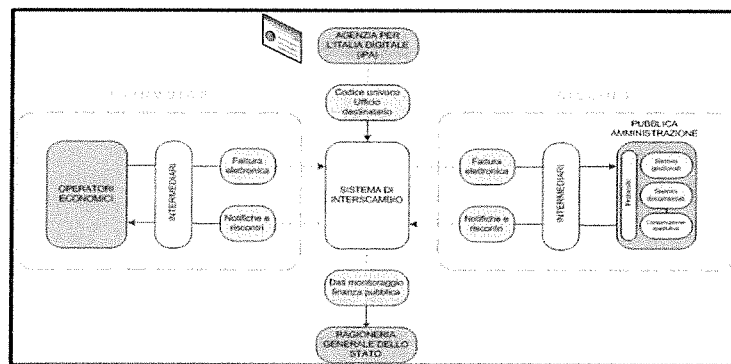 AGENZIA PER
L'ITALIA DIGITALE
(IPA)
Codice univoco
Ufficio
destinatario
OPERATORI
ECONOMICI
INTERMEDIARI
Fattura
elettronica
Notifiche e
riscontri
SISTEMA DI
INTERSCAMBIO
Fattura
elettronica
Notifiche e
riscontri
INTERMEDIARI
PUBBLICA
AMMINISTRAZIONE
Protocollo
Sistemi
gestionali
Sistemi
documentali
Conservazione
Dati monitoraggio
finanza pubblica
RAGIONERIA
GENERALE DELLO
STATO